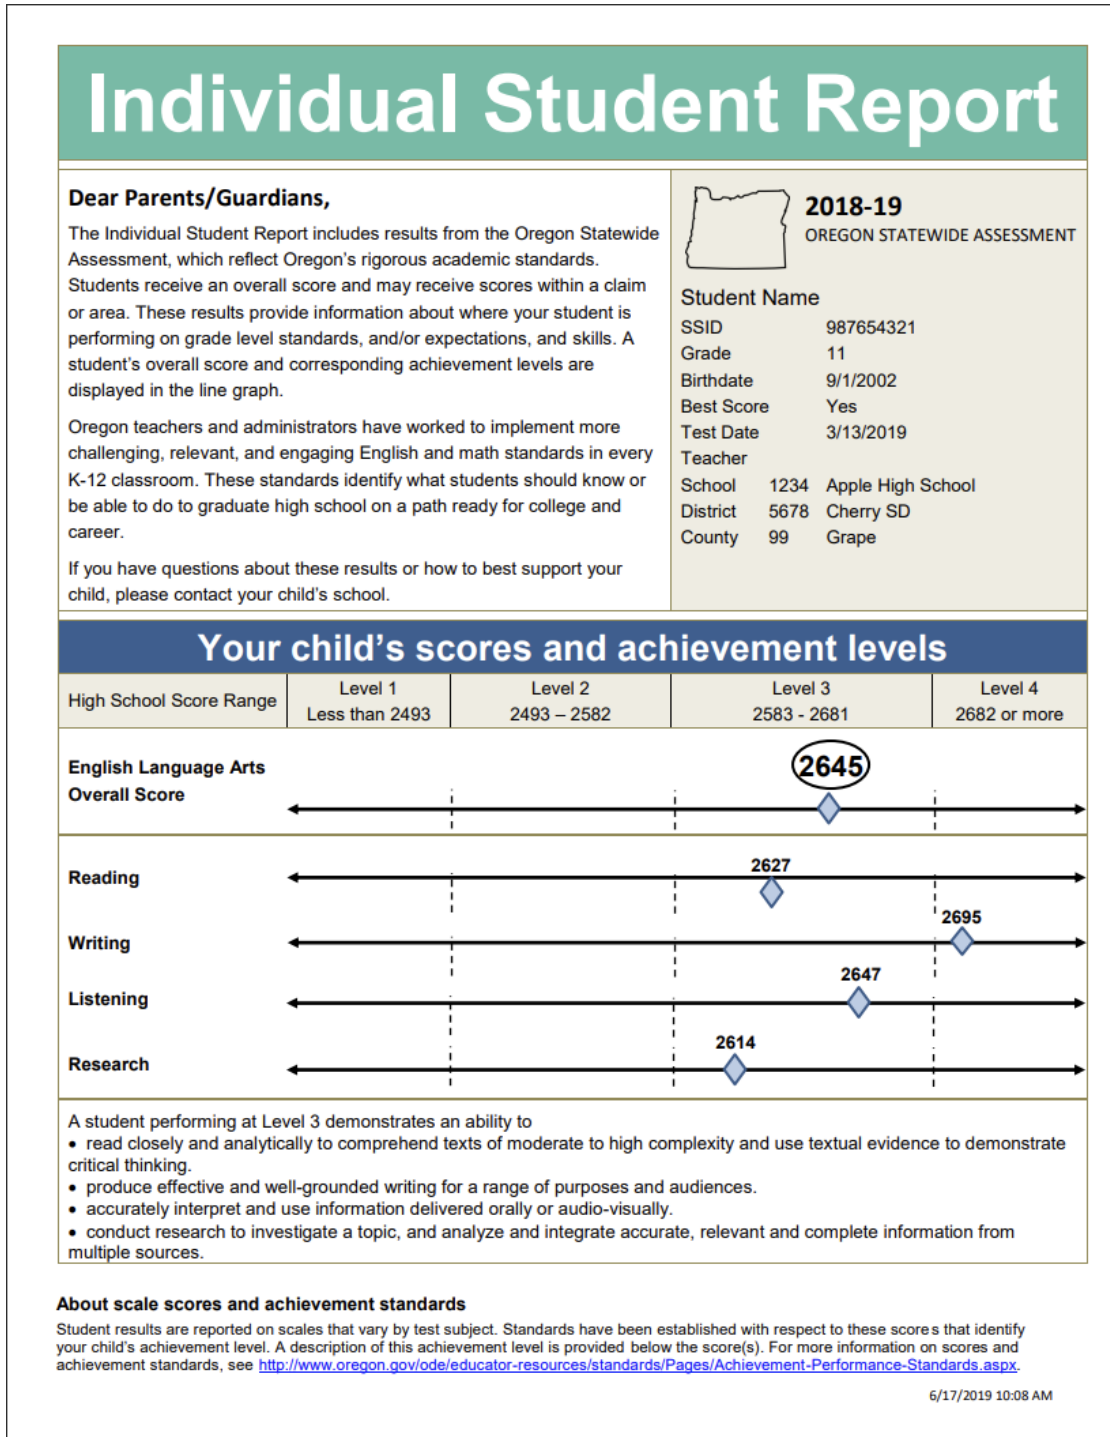 Individual Student Report
Dear Parents/Guardians,
The Individual Student Report includes results from the Oregon Statewide
Assessment, which reflect Oregon's rigorous academic standards.
Students receive an overall score and may receive scores within a claim
or area. These results provide information about where your student is
performing on grade level standards, and/or expectations, and skills. A
student's overall score and corresponding achievement levels are
displayed in the line graph.
Oregon teachers and administrators have worked to implement more
challenging, relevant, and engaging English and math standards in every
K-12 classroom. These standards identify what students should know or
be able to do to graduate high school on a path ready for college and
career.
If you have questions about these results or how to best support your
child, please contact your child's school.
2018-19
OREGON STATEWIDE ASSESSMENT
Student Name
SSID 987654321
Grade 11
Birthdate 9/1/2002
Best Score Yes
Test Date 3/13/2019
Teacher
School 1234 Apple High School
District 5678 Cherry SD
County 99 Grape
Your child's scores and achievement levels
High School Score Range
Level 1
Less than 2493
Level 2
2493 – 2582
Level 3
2583 - 2681
Level 4
2682 or more
English Language Arts
Overall Score
2645
Reading
2627
Writing
2695
Listening
2647
Research
2614
A student performing at Level 3 demonstrates an ability to
• read closely and analytically to comprehend texts of moderate to high complexity and use textual evidence to demonstrate
critical thinking.
• produce effective and well-grounded writing for a range of purposes and audiences.
• accurately interpret and use information delivered orally or audio-visually.
• conduct research to investigate a topic, and analyze and integrate accurate, relevant and complete information from
multiple sources.
About scale scores and achievement standards
Student results are reported on scales that vary by test subject. Standards have been established with respect to these scores that identify
your child's achievement level. A description of this achievement level is provided below the score(s). For more information on scores and
achievement standards, see http://www.oregon.gov/ode/educator-resources/standards/Pages/Achievement-Performance-Standards.aspx.
6/17/2019 10:08 AM